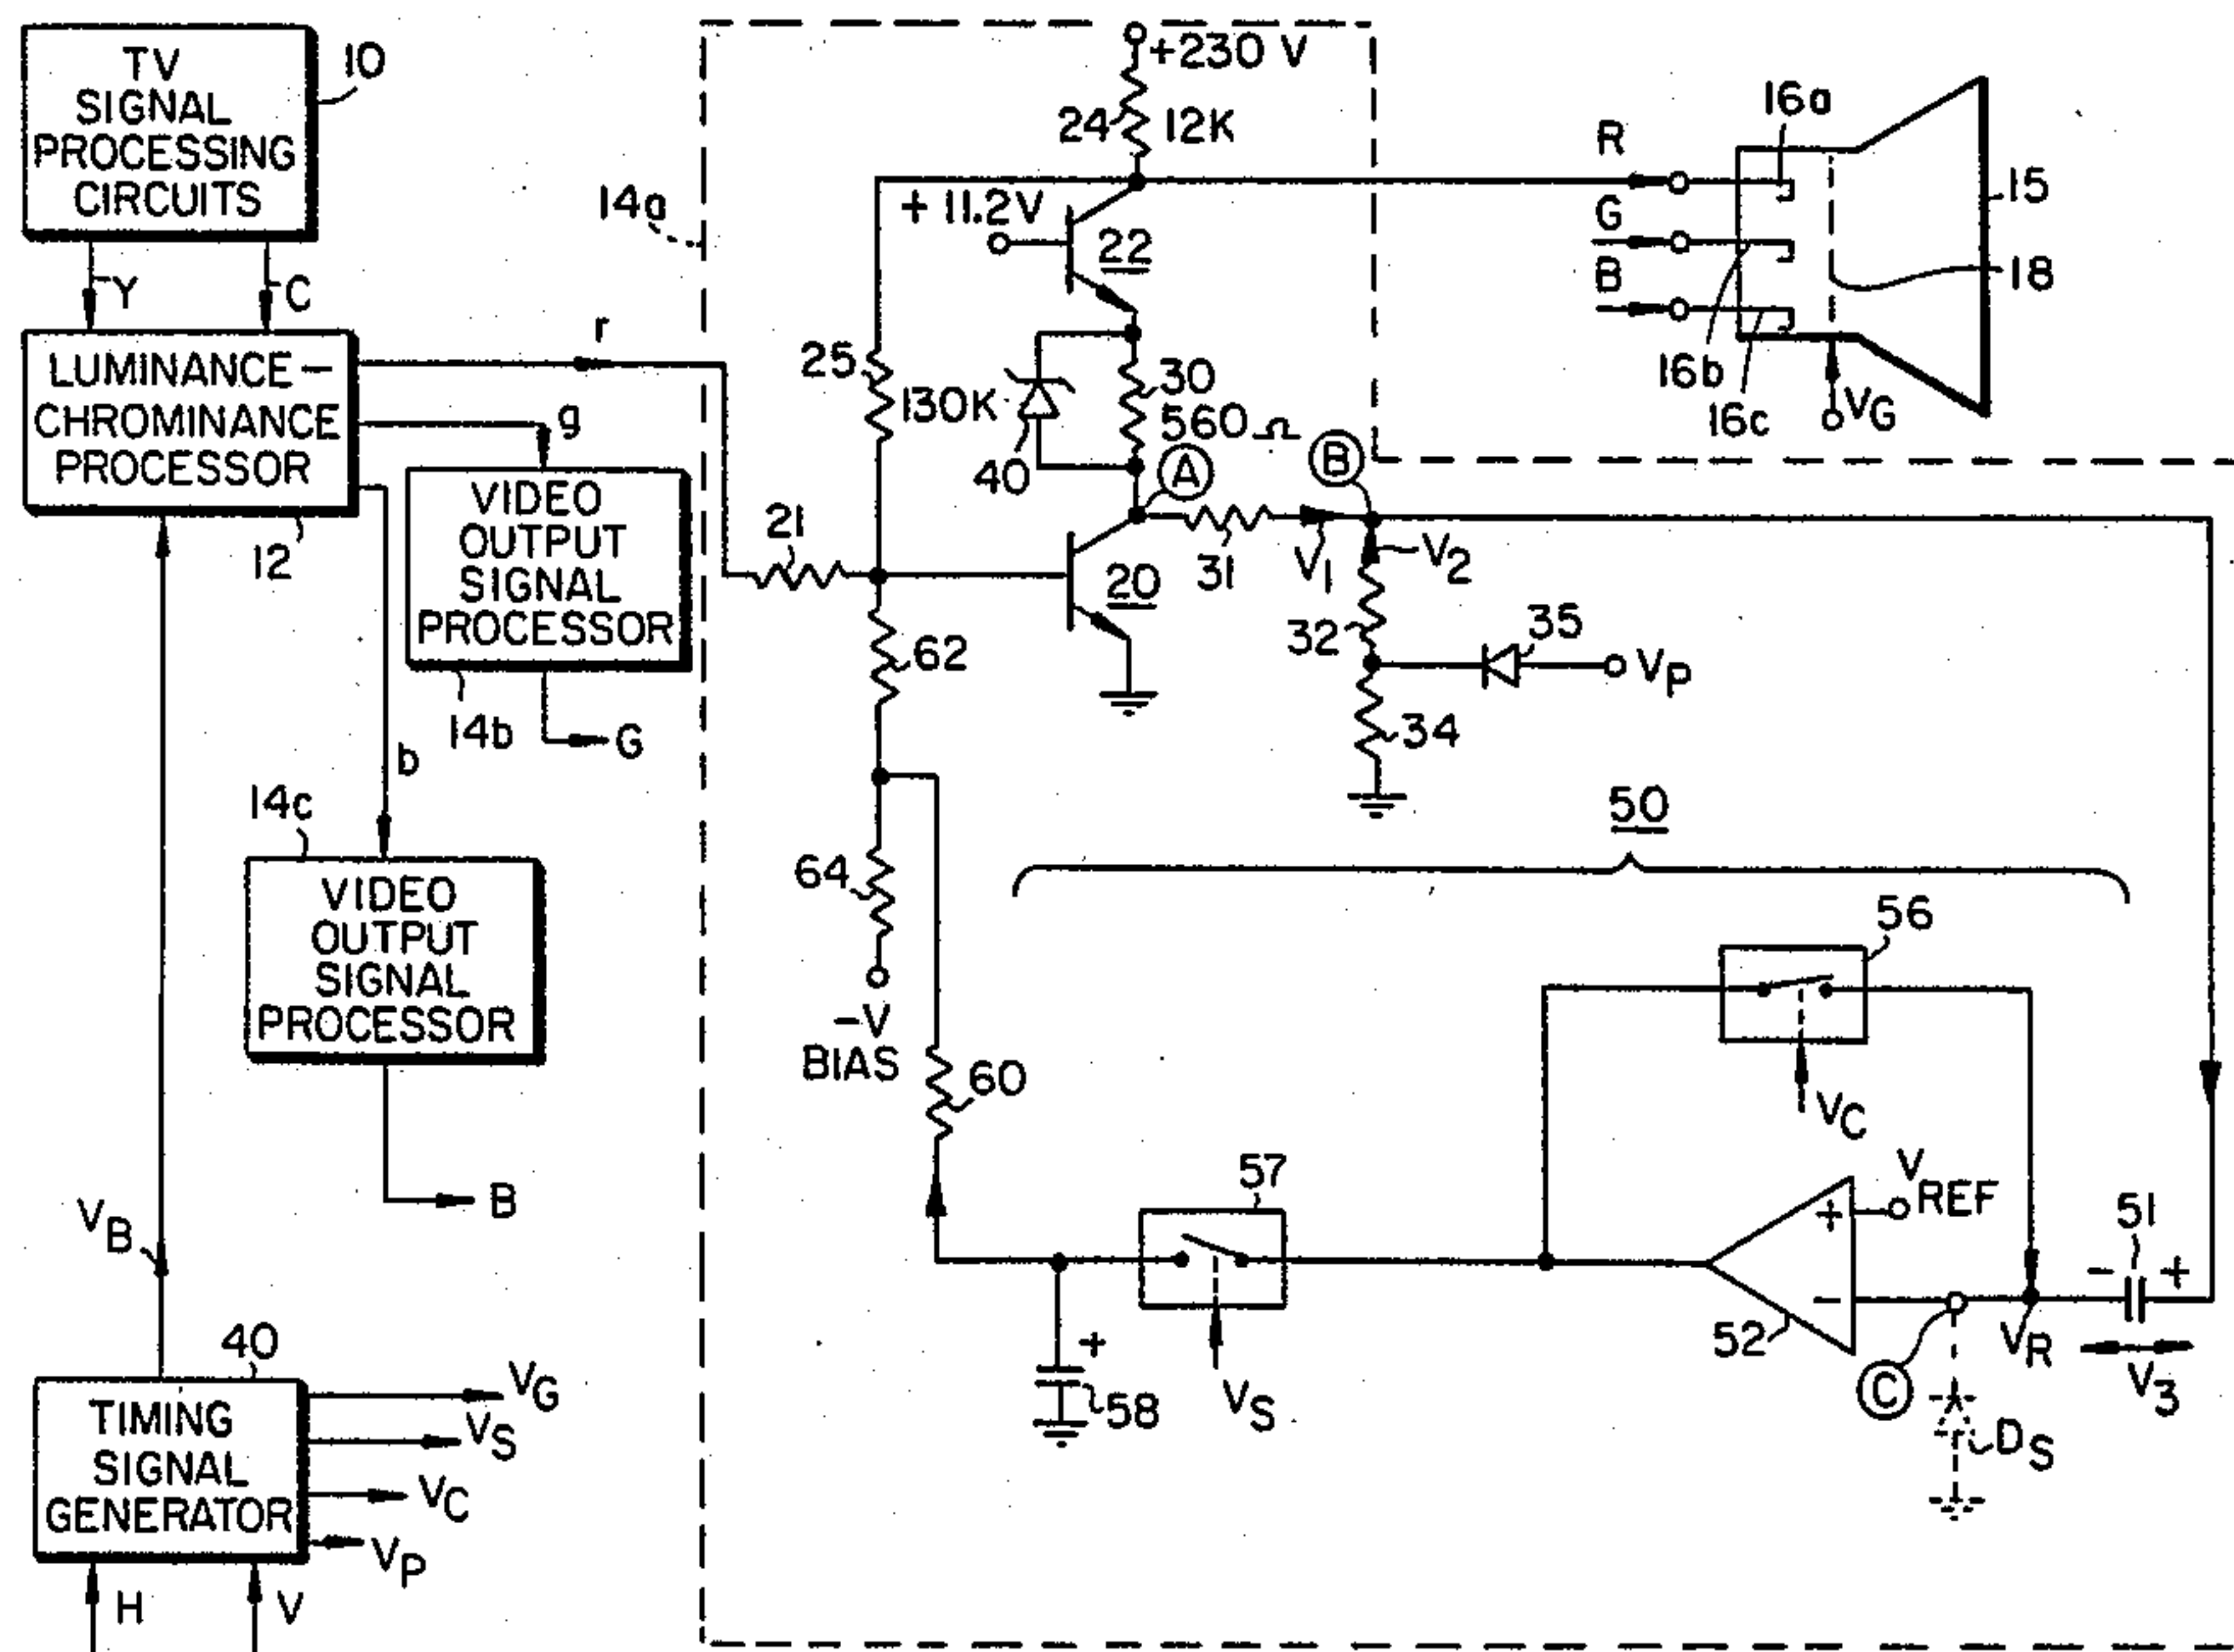 TV
SIGNAL
PROCESSING
CIRCUITS
10
Y
C
LUMINANCE-
CHROMINANCE
PROCESSOR
12
r
g
b
VIDEO
OUTPUT
SIGNAL
PROCESSOR
14b
G
14c
VIDEO
OUTPUT
SIGNAL
PROCESSOR
B
VB
40
TIMING
SIGNAL
GENERATOR
VG
VS
VC
VP
H
V
14a
+230 V
24
12K
+11.2V
22
25
130K
40
30
560Ω
A
B
21
20
31
V1
V2
32
35
VP
34
62
64
-V
BIAS
60
50
56
VC
57
VS
58
+
52
+
-
VREF
C
VR
DS
51
-
+
V3
R
G
B
16a
16b
16c
15
18
VG